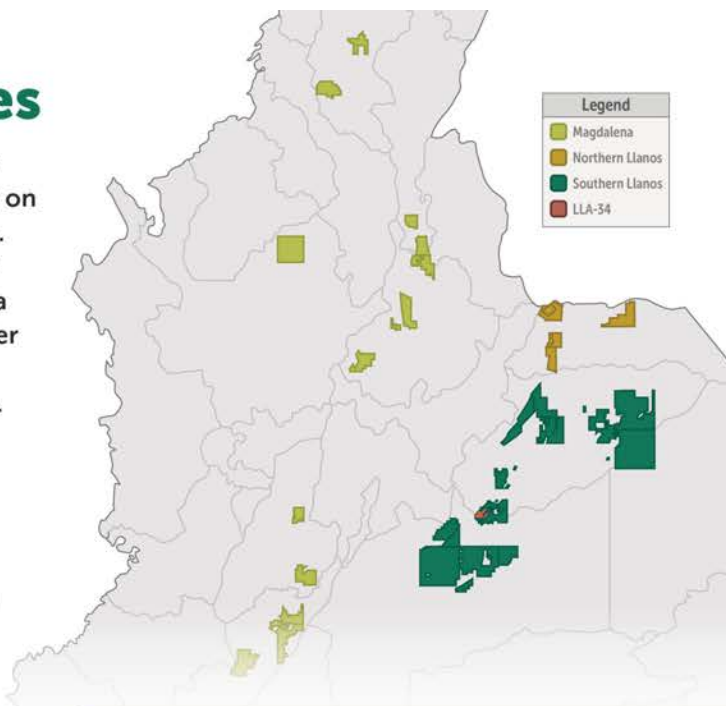 es
on
.
a
er
.
Legend
Magdalena
Northern Llanos
Southern Llanos
LLA-34